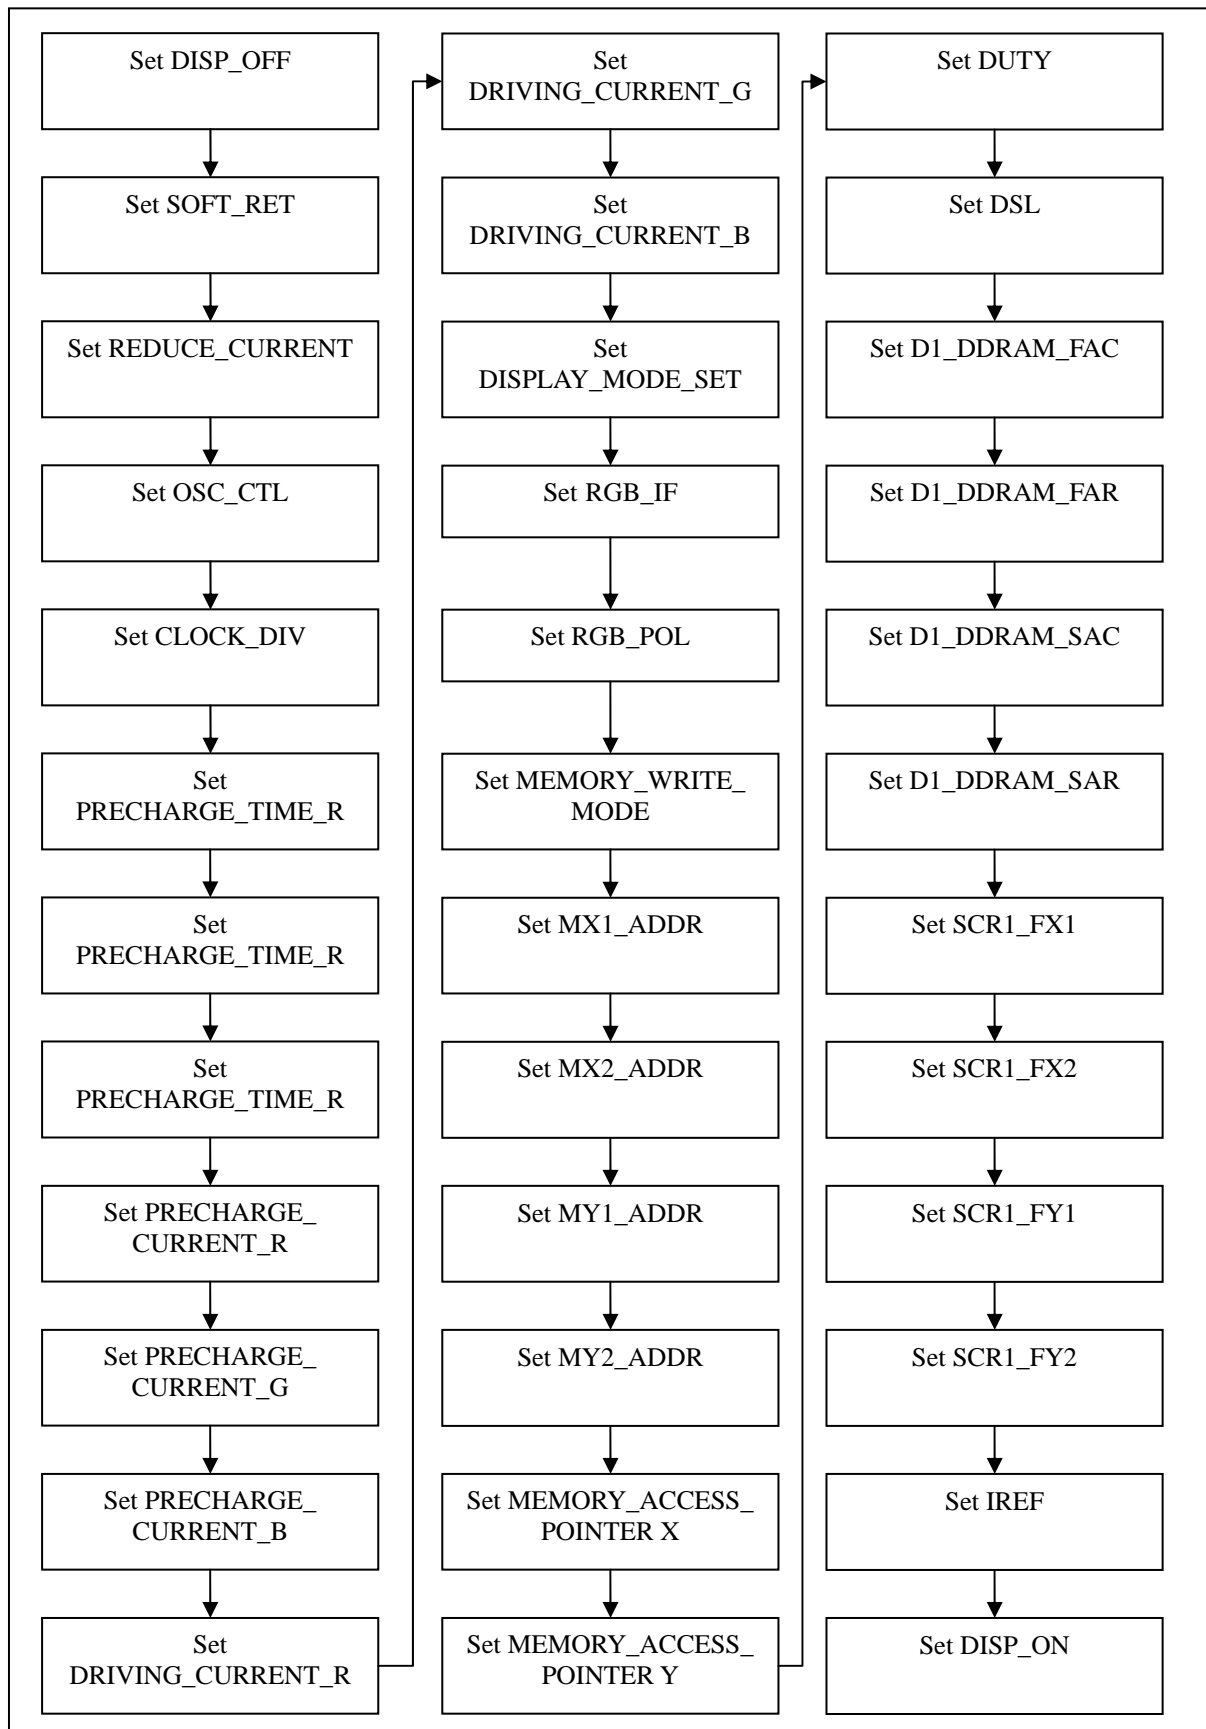 Set DISP_OFF
Set SOFT_RET
Set REDUCE_CURRENT
Set OSC_CTL
Set CLOCK_DIV
Set
PRECHARGE_TIME_R
Set
PRECHARGE_TIME_R
Set
PRECHARGE_TIME_R
Set PRECHARGE_
CURRENT_R
Set PRECHARGE_
CURRENT_G
Set PRECHARGE_
CURRENT_B
Set
DRIVING_CURRENT_R
Set
DRIVING_CURRENT_G
Set
DRIVING_CURRENT_B
Set
DISPLAY_MODE_SET
Set RGB_IF
Set RGB_POL
Set MEMORY_WRITE_
MODE
Set MX1_ADDR
Set MX2_ADDR
Set MY1_ADDR
Set MY2_ADDR
Set MEMORY_ACCESS_
POINTER X
Set MEMORY_ACCESS_
POINTER Y
Set DUTY
Set DSL
Set D1_DDRAM_FAC
Set D1_DDRAM_FAR
Set D1_DDRAM_SAC
Set D1_DDRAM_SAR
Set SCR1_FX1
Set SCR1_FX2
Set SCR1_FY1
Set SCR1_FY2
Set IREF
Set DISP_ON